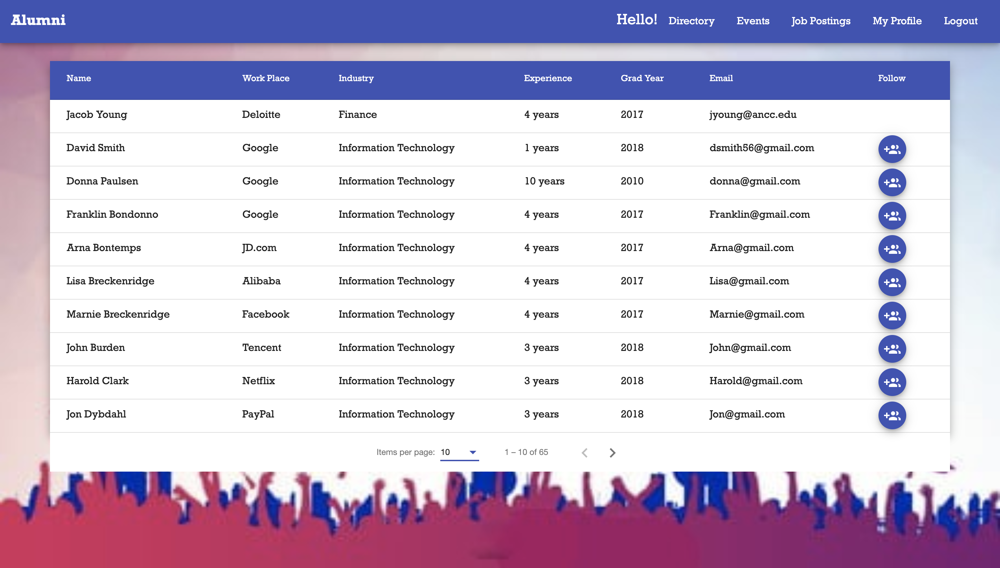 Alumni Hello! Directory Events Job Postings My Profile Logout
Name Work Place Industry Experience Grad Year Email Follow
Jacob Young Deloitte Finance 4 years 2017 jyoung@ancc.edu
David Smith Google Information Technology 1 years 2018 dsmith56@gmail.com
Donna Paulsen Google Information Technology 10 years 2010 donna@gmail.com
Franklin Bondonno Google Information Technology 4 years 2017 Franklin@gmail.com
Arna Bontemps JD.com Information Technology 4 years 2017 Arna@gmail.com
Lisa Breckenridge Alibaba Information Technology 4 years 2017 Lisa@gmail.com
Marnie Breckenridge Facebook Information Technology 4 years 2017 Marnie@gmail.com
John Burden Tencent Information Technology 3 years 2018 John@gmail.com
Harold Clark Netflix Information Technology 3 years 2018 Harold@gmail.com
Jon Dybdahl PayPal Information Technology 3 years 2018 Jon@gmail.com
Items per page: 10 1 – 10 of 65